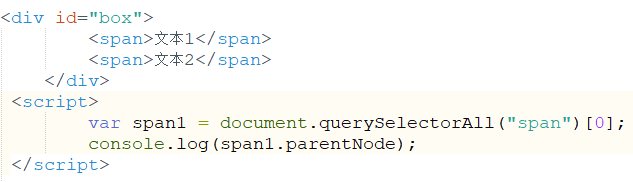 <div id="box">
<span>文本1</span>
<span>文本2</span>
</div>
<script>
var span1 = document.querySelectorAll("span")[0];
console.log(span1.parentNode);
</script>